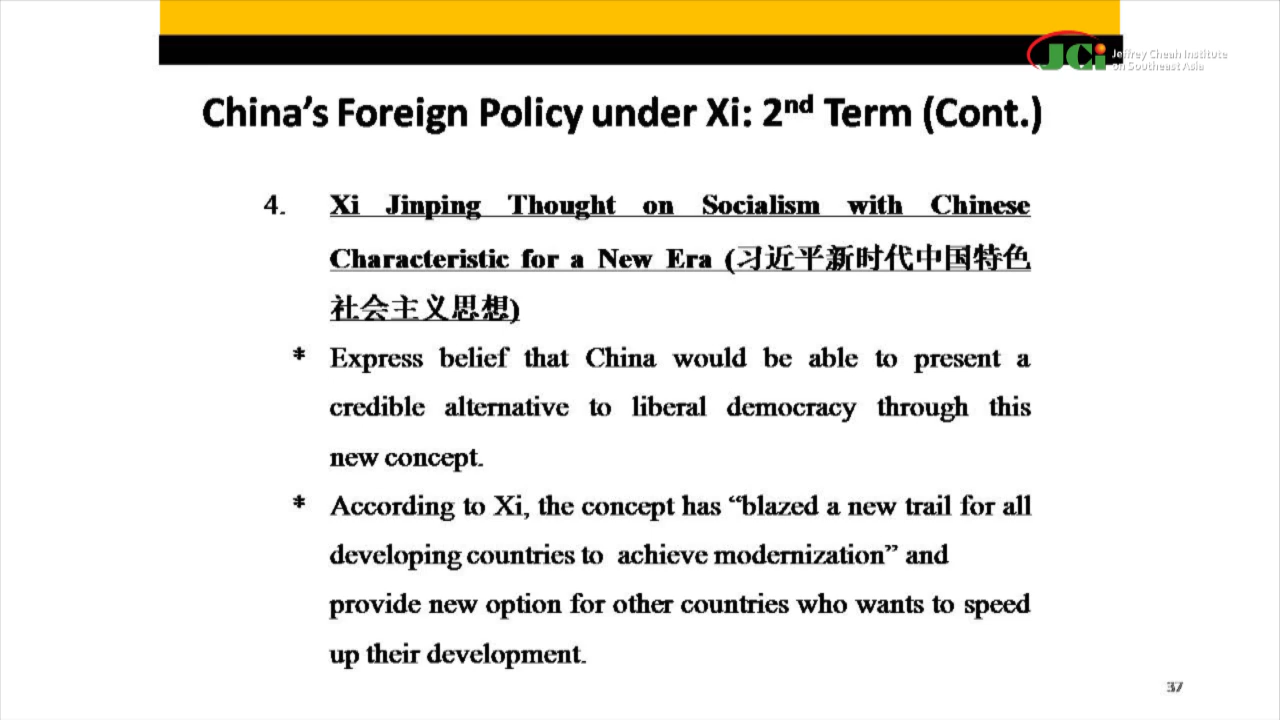 JCi Jeffrey Cheah Institute
on Southeast Asia
China's Foreign Policy under Xi: 2nd Term (Cont.)
4. Xi Jinping Thought on Socialism with Chinese
Characteristic for a New Era (习近平新时代中国特色
社会主义思想)
* Express belief that China would be able to present a
credible alternative to liberal democracy through this
new concept.
* According to Xi, the concept has “blazed a new trail for all
developing countries to achieve modernization” and
provide new option for other countries who wants to speed
up their development.
37